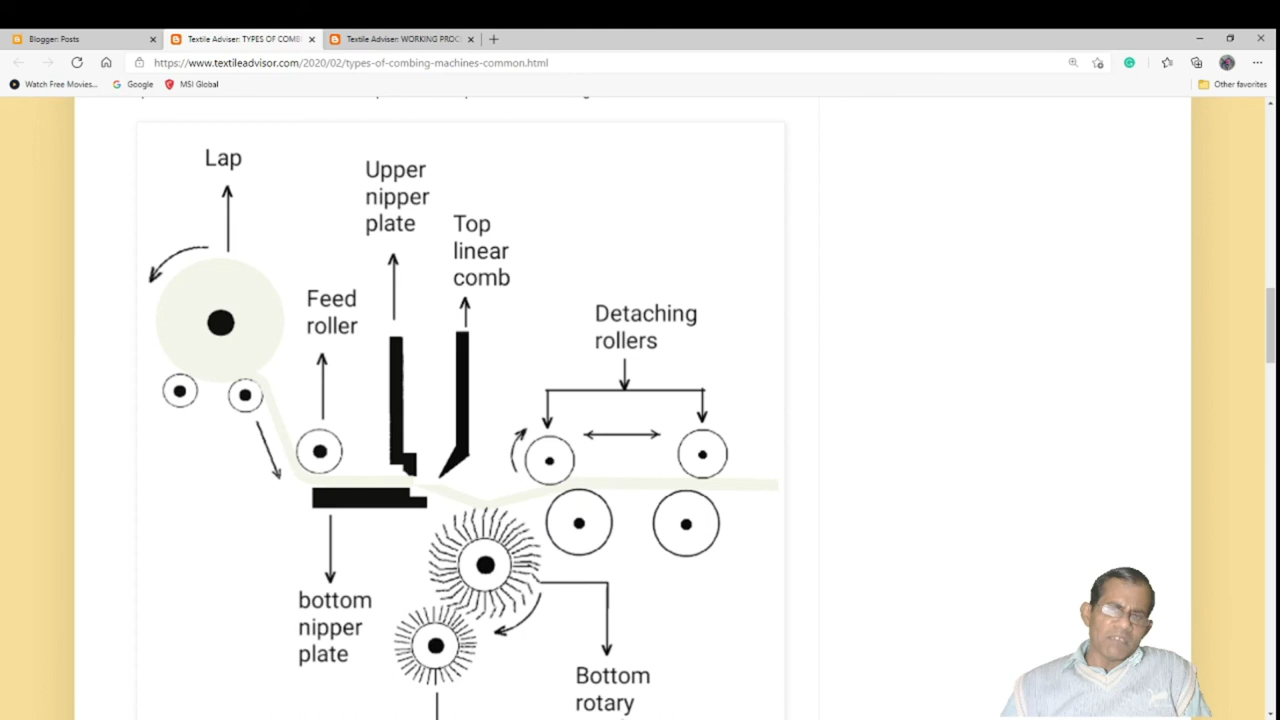 Blogger: Posts
Textile Adviser: TYPES OF COMB
Textile Adviser: WORKING PROC
https://www.textileadvisor.com/2020/02/types-of-combing-machines-common.html
Watch Free Movies...
Google
MSI Global
Other favorites
Lap
Upper
nipper
plate
Top
linear
comb
Feed
roller
Detaching
rollers
bottom
nipper
plate
Bottom
rotary